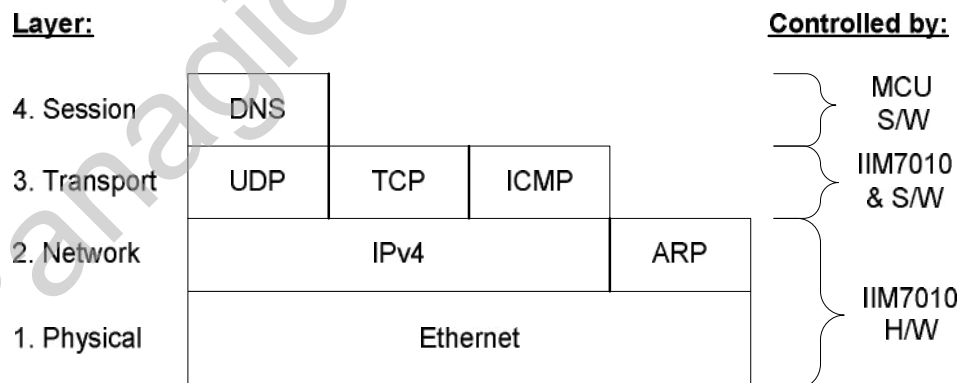 Layer:
Controlled by:
4. Session
DNS
MCU
S/W
3. Transport
UDP
TCP
ICMP
IIM7010
& S/W
2. Network
IPv4
ARP
1. Physical
Ethernet
IIM7010
H/W